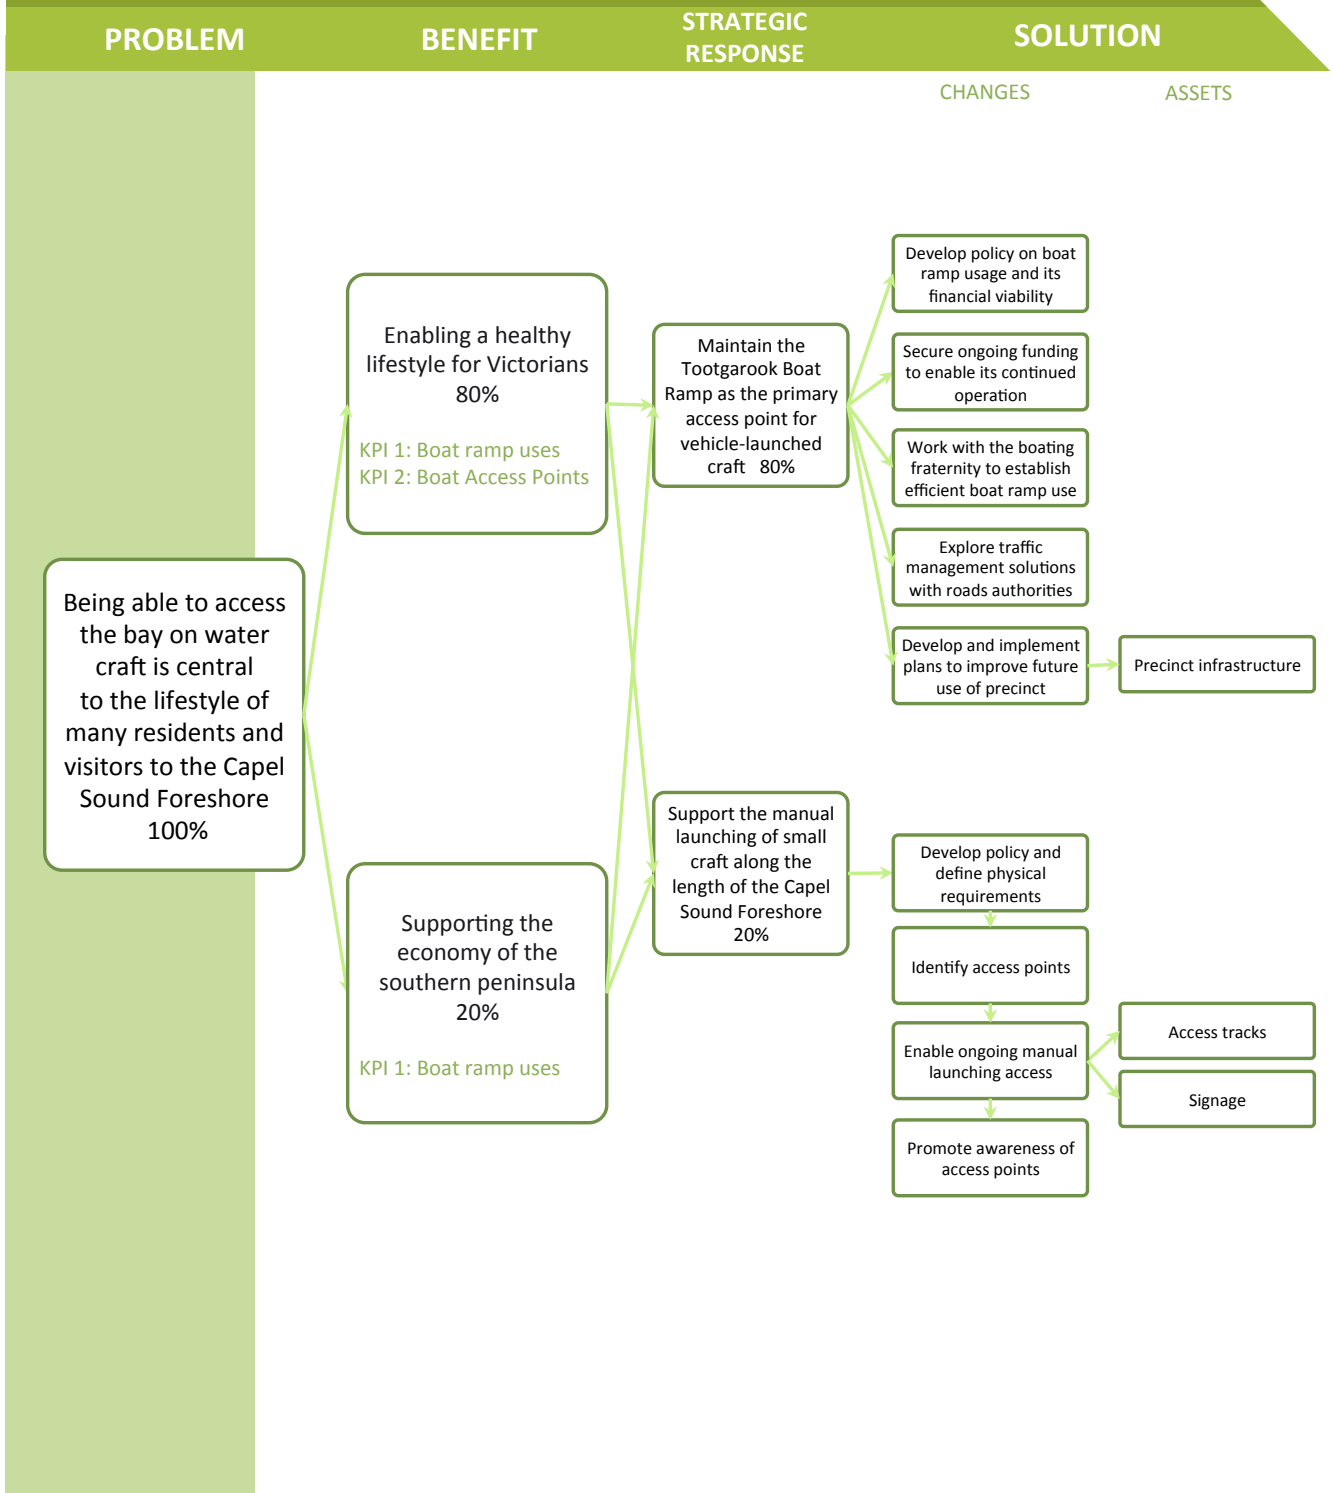 PROBLEM
BENEFIT
STRATEGIC
RESPONSE
SOLUTION
CHANGES
ASSETS
Being able to access
the bay on water
craft is central
to the lifestyle of
many residents and
visitors to the Capel
Sound Foreshore
100%
Enabling a healthy
lifestyle for Victorians
80%
KPI 1: Boat ramp uses
KPI 2: Boat Access Points
Supporting the
economy of the
southern peninsula
20%
KPI 1: Boat ramp uses
Maintain the
Tootgarook Boat
Ramp as the primary
access point for
vehicle-launched
craft 80%
Support the manual
launching of small
craft along the
length of the Capel
Sound Foreshore
20%
Develop policy on boat
ramp usage and its
financial viability
Secure ongoing funding
to enable its continued
operation
Work with the boating
fraternity to establish
efficient boat ramp use
Explore traffic
management solutions
with roads authorities
Develop and implement
plans to improve future
use of precinct
Precinct infrastructure
Develop policy and
define physical
requirements
Identify access points
Enable ongoing manual
launching access
Promote awareness of
access points
Access tracks
Signage